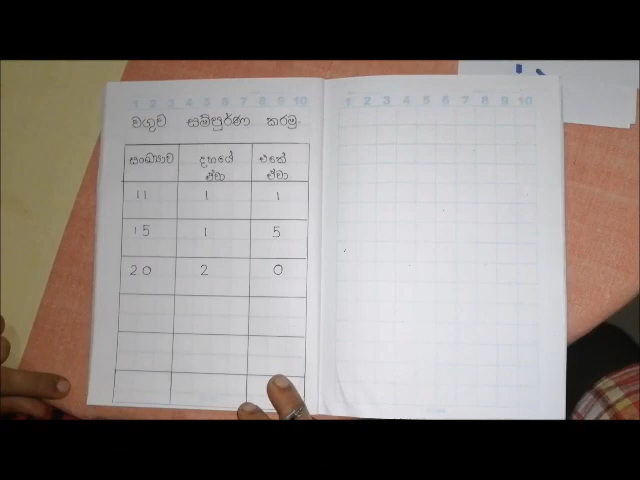 1 2 3 4 5 6 7 8 9 10
වගුව සම්පුර්ණ කරමු.
සංඛ්‍යාව දහයේ ඒවා එකේ ඒවා
11 1 1
15 1 5
20 2 0
1 2 3 4 5 6 7 8 9 10